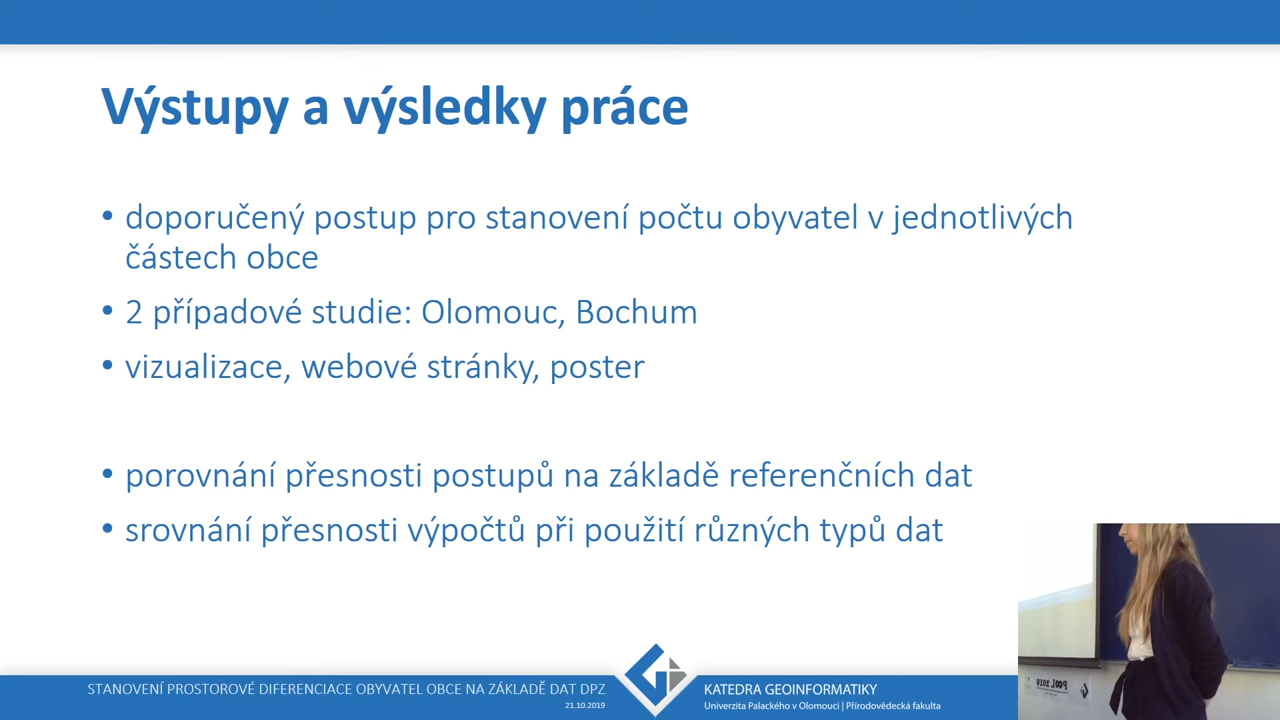 Výstupy a výsledky práce
• doporučený postup pro stanovení počtu obyvatel v jednotlivých
částech obce
• 2 případové studie: Olomouc, Bochum
• vizualizace, webové stránky, poster
• porovnání přesnosti postupů na základě referenčních dat
• srovnání přesnosti výpočtů při použití různých typů dat
STANOVENÍ PROSTOROVÉ DIFERENCIACE OBYVATEL OBCE NA ZÁKLADĚ DAT DPZ
21.10.2019
KATEDRA GEOINFORMATIKY
Univerzita Palackého v Olomouci | Přírodovědecká fakulta